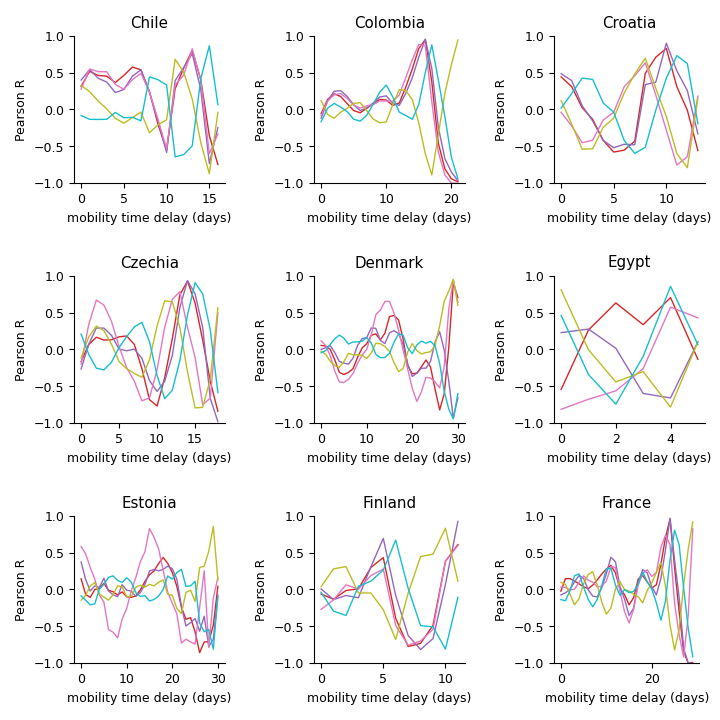 Chile Colombia Croatia
1.0 1.0 1.0
0.5 0.5 0.5
0.0 0.0 0.0
−0.5 −0.5 −0.5
−1.0 −1.0 −1.0
Pearson R Pearson R Pearson R
0 5 10 15 0 10 20 0 5 10
mobility time delay (days) mobility time delay (days) mobility time delay (days)
Czechia Denmark Egypt
1.0 1.0 1.0
0.5 0.5 0.5
0.0 0.0 0.0
−0.5 −0.5 −0.5
−1.0 −1.0 −1.0
Pearson R Pearson R Pearson R
0 5 10 15 0 10 20 30 0 2 4
mobility time delay (days) mobility time delay (days) mobility time delay (days)
Estonia Finland France
1.0 1.0 1.0
0.5 0.5 0.5
0.0 0.0 0.0
−0.5 −0.5 −0.5
−1.0 −1.0 −1.0
Pearson R Pearson R Pearson R
0 10 20 30 0 5 10 0 20
mobility time delay (days) mobility time delay (days) mobility time delay (days)